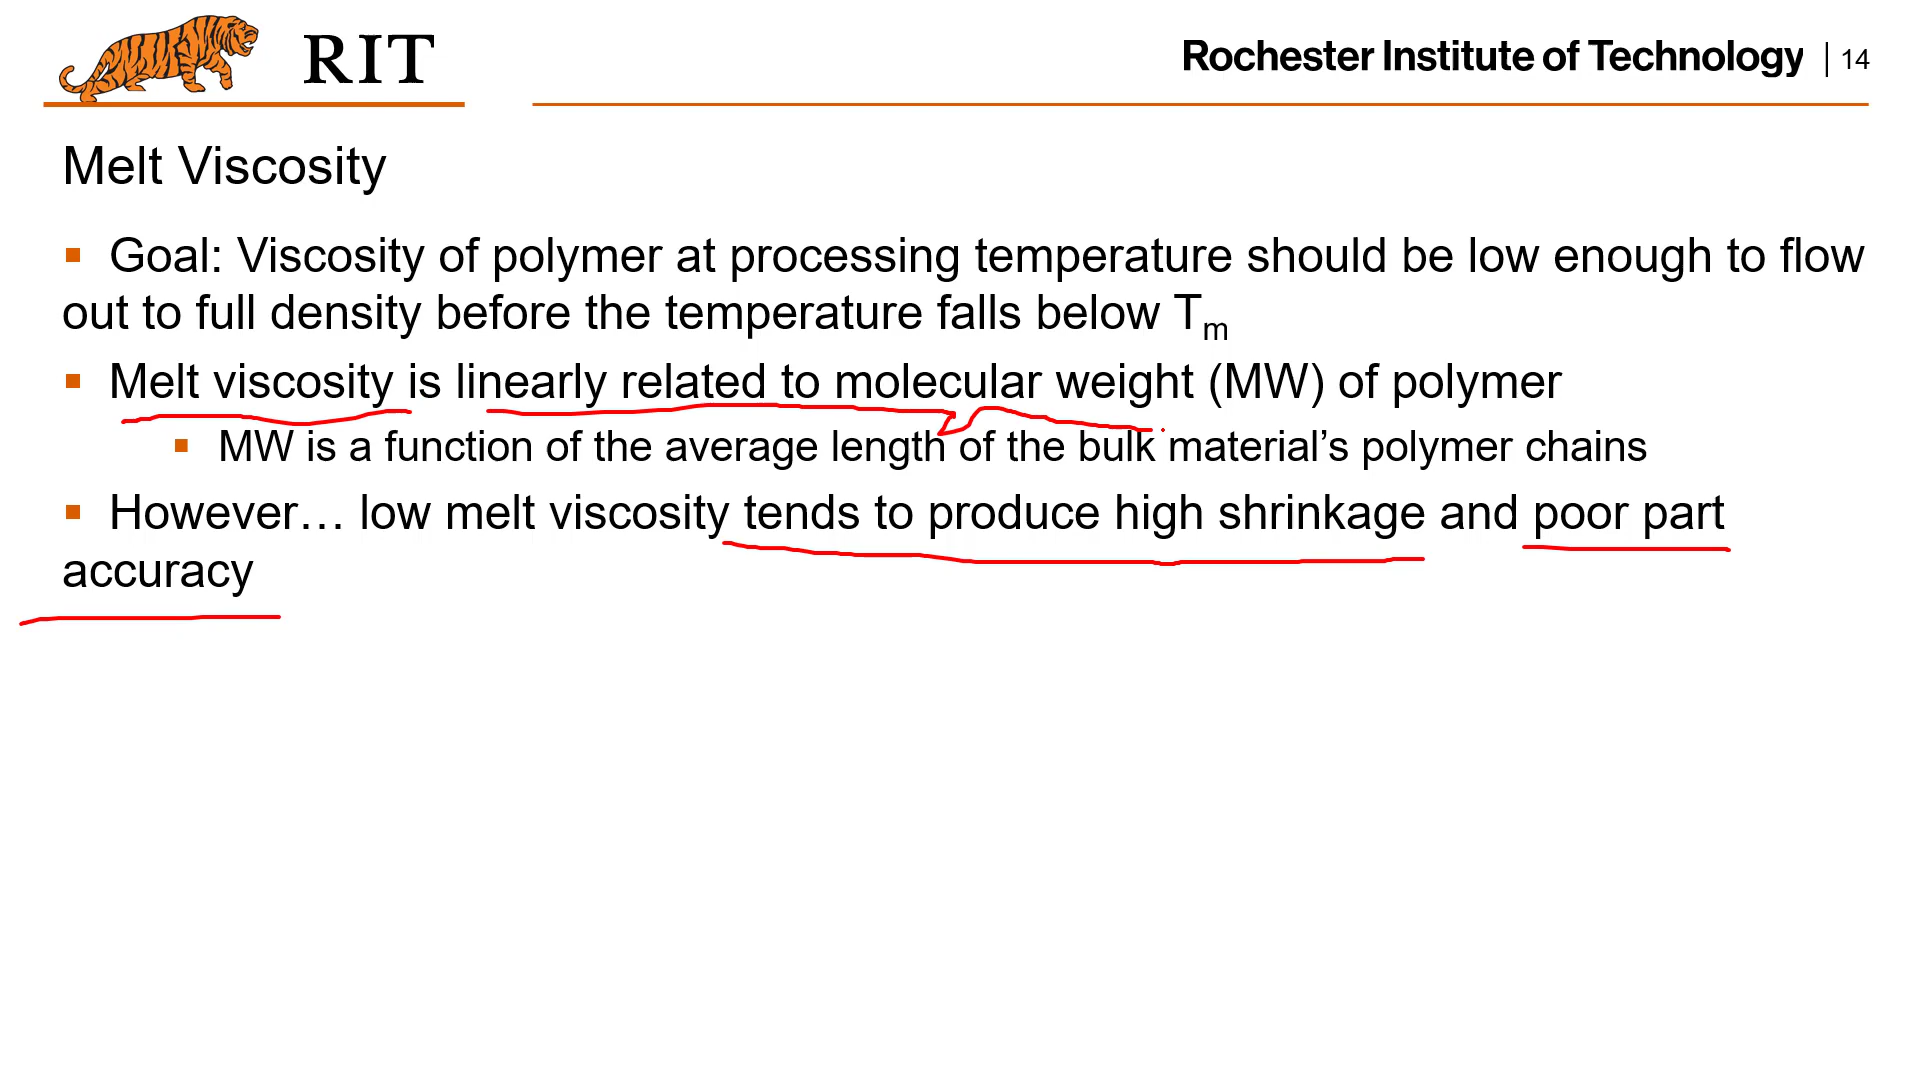 RIT
Rochester Institute of Technology | 14
Melt Viscosity
▪ Goal: Viscosity of polymer at processing temperature should be low enough to flow
out to full density before the temperature falls below Tm
▪ Melt viscosity is linearly related to molecular weight (MW) of polymer
▪ MW is a function of the average length of the bulk material’s polymer chains
▪ However… low melt viscosity tends to produce high shrinkage and poor part
accuracy